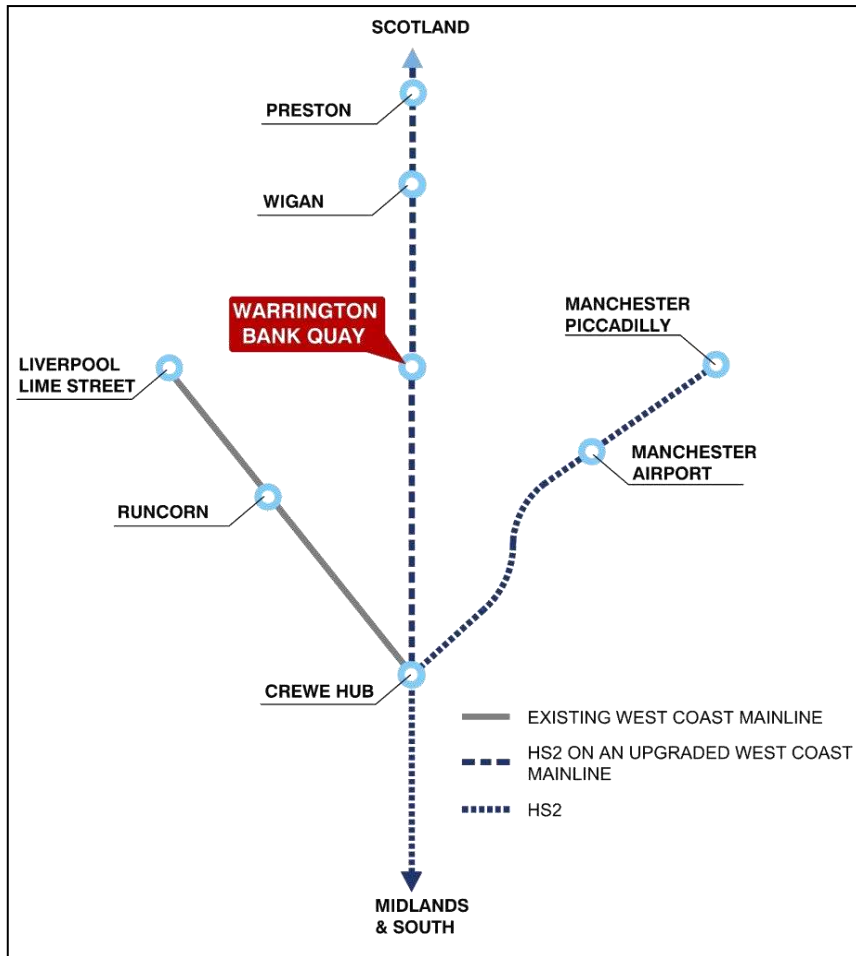 SCOTLAND
PRESTON
WIGAN
WARRINGTON
BANK QUAY
MANCHESTER
PICCADILLY
LIVERPOOL
LIME STREET
MANCHESTER
AIRPORT
RUNCORN
CREWE HUB
EXISTING WEST COAST MAINLINE
HS2 ON AN UPGRADED WEST COAST
MAINLINE
HS2
MIDLANDS
& SOUTH